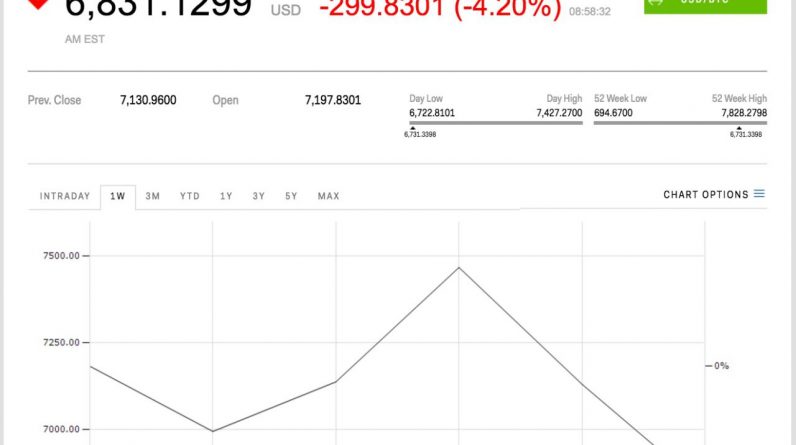 6,831.1299 USD -299.8301 (-4.20%) 08:58:32
AM EST
Prev. Close 7,130.9600 Open 7,197.8301
Day Low Day High
6,722.8101 7,427.2700
6,731.3398
52 Week Low 52 Week High
694.6700 7,828.2798
6,731.3398
INTRADAY 1W 3M YTD 1Y 3Y 5Y MAX
CHART OPTIONS
7500.00
7250.00
0%
7000.00